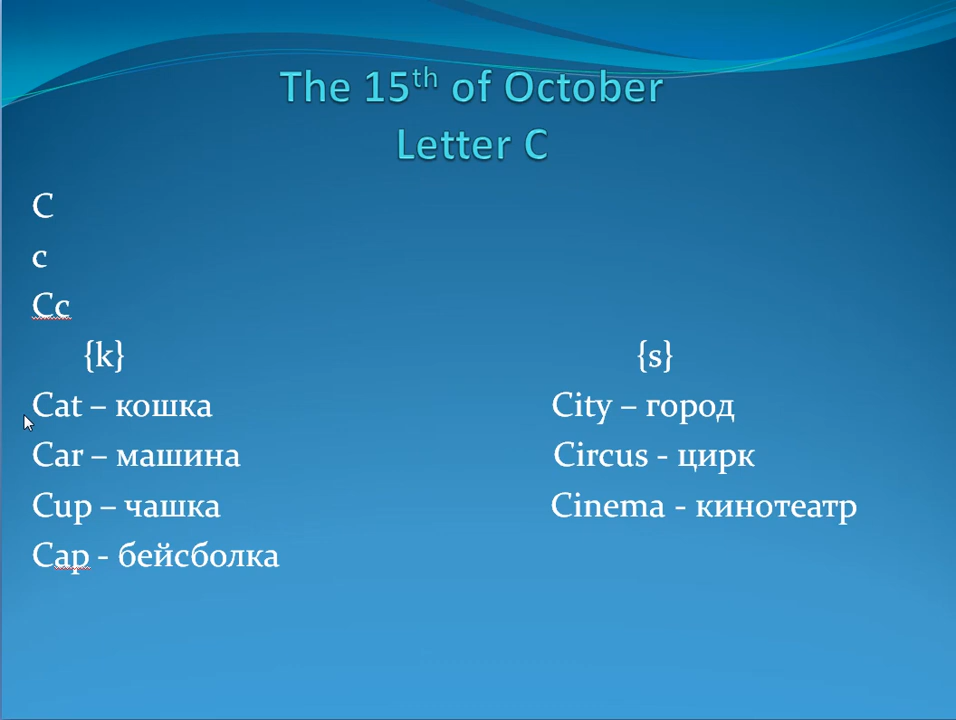 The 15th of October
Letter C
C
c
Cc
{k} {s}
Cat – кошка City – город
Car – машина Circus - цирк
Cup – чашка Cinema - кинотеатр
Cap - бейсболка